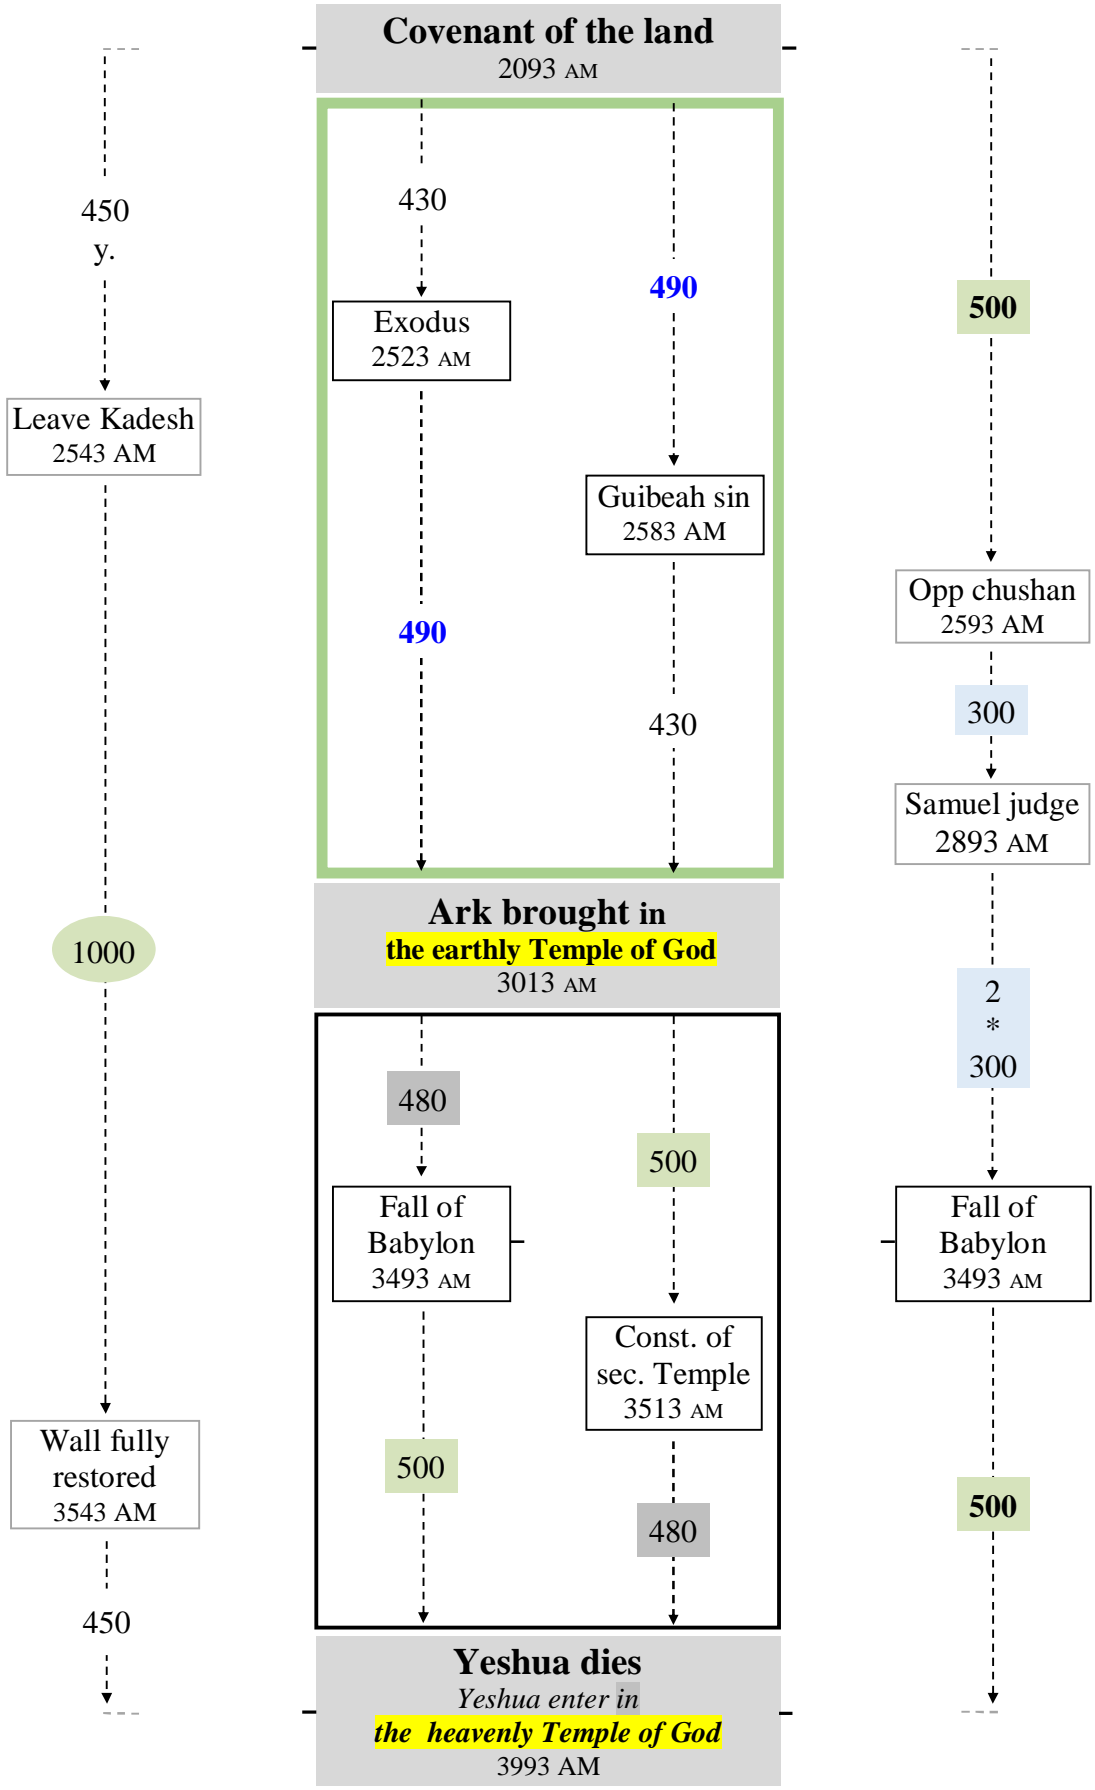 Covenant of the land
2093 AM
450
y.
Leave Kadesh
2543 AM
1000
Wall fully
restored
3543 AM
450
430
Exodus
2523 AM
490
490
Guibeah sin
2583 AM
430
Ark brought in
the earthly Temple of God
3013 AM
480
Fall of
Babylon
3493 AM
500
500
Const. of
sec. Temple
3513 AM
480
Yeshua dies
Yeshua enter in
the heavenly Temple of God
3993 AM
500
Opp chushan
2593 AM
300
Samuel judge
2893 AM
2
*
300
Fall of
Babylon
3493 AM
500